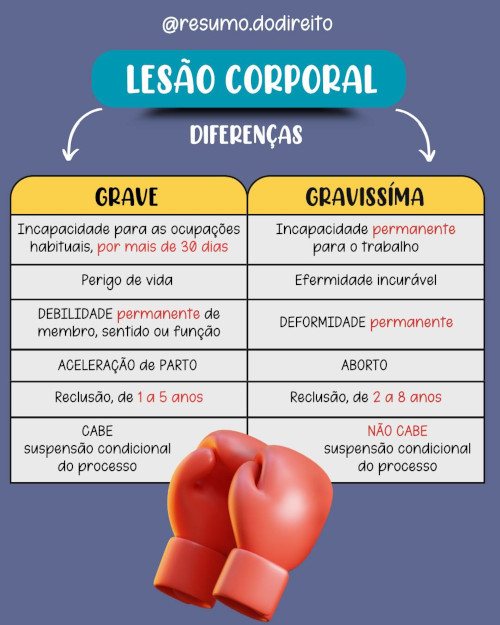 @resumo.dodireito
LESÃO CORPORAL
DIFERENÇAS
GRAVE
GRAVISSÍMA
Incapacidade para as ocupações
habituais, por mais de 30 dias
Incapacidade permanente
para o trabalho
Perigo de vida
Efermidade incurável
DEBILIDADE permanente de
membro, sentido ou função
DEFORMIDADE permanente
ACELERAÇÃO de PARTO
ABORTO
Reclusão, de 1 a 5 anos
Reclusão, de 2 a 8 anos
CABE
suspensão condicional
do processo
NÃO CABE
suspensão condicional
do processo